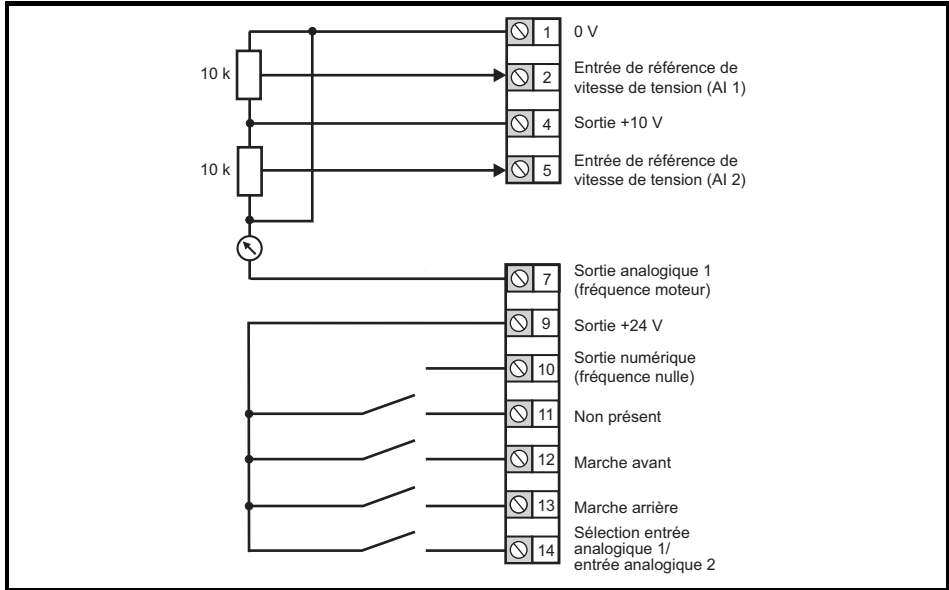 1 0 V
10 k
2 Entrée de référence de
vitesse de tension (AI 1)
4 Sortie +10 V
10 k
5 Entrée de référence de
vitesse de tension (AI 2)
7 Sortie analogique 1
(fréquence moteur)
9 Sortie +24 V
10 Sortie numérique
(fréquence nulle)
11 Non présent
12 Marche avant
13 Marche arrière
14 Sélection entrée
analogique 1/
entrée analogique 2